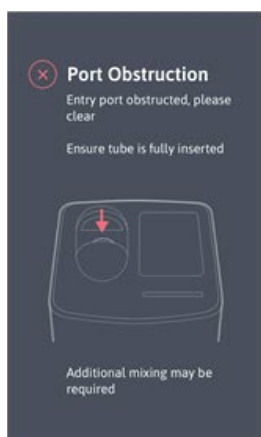 Port Obstruction
Entry port obstructed, please
clear
Ensure tube is fully inserted
Additional mixing may be
required